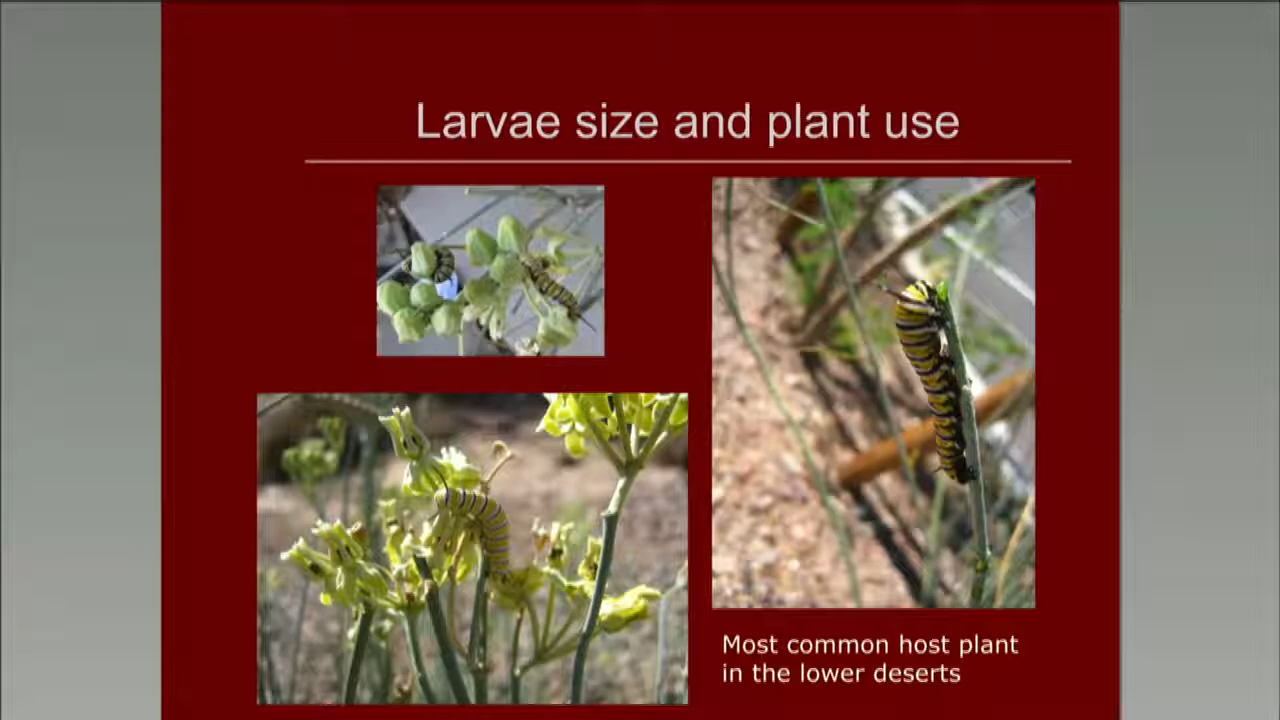 Larvae size and plant use
Most common host plant
in the lower deserts